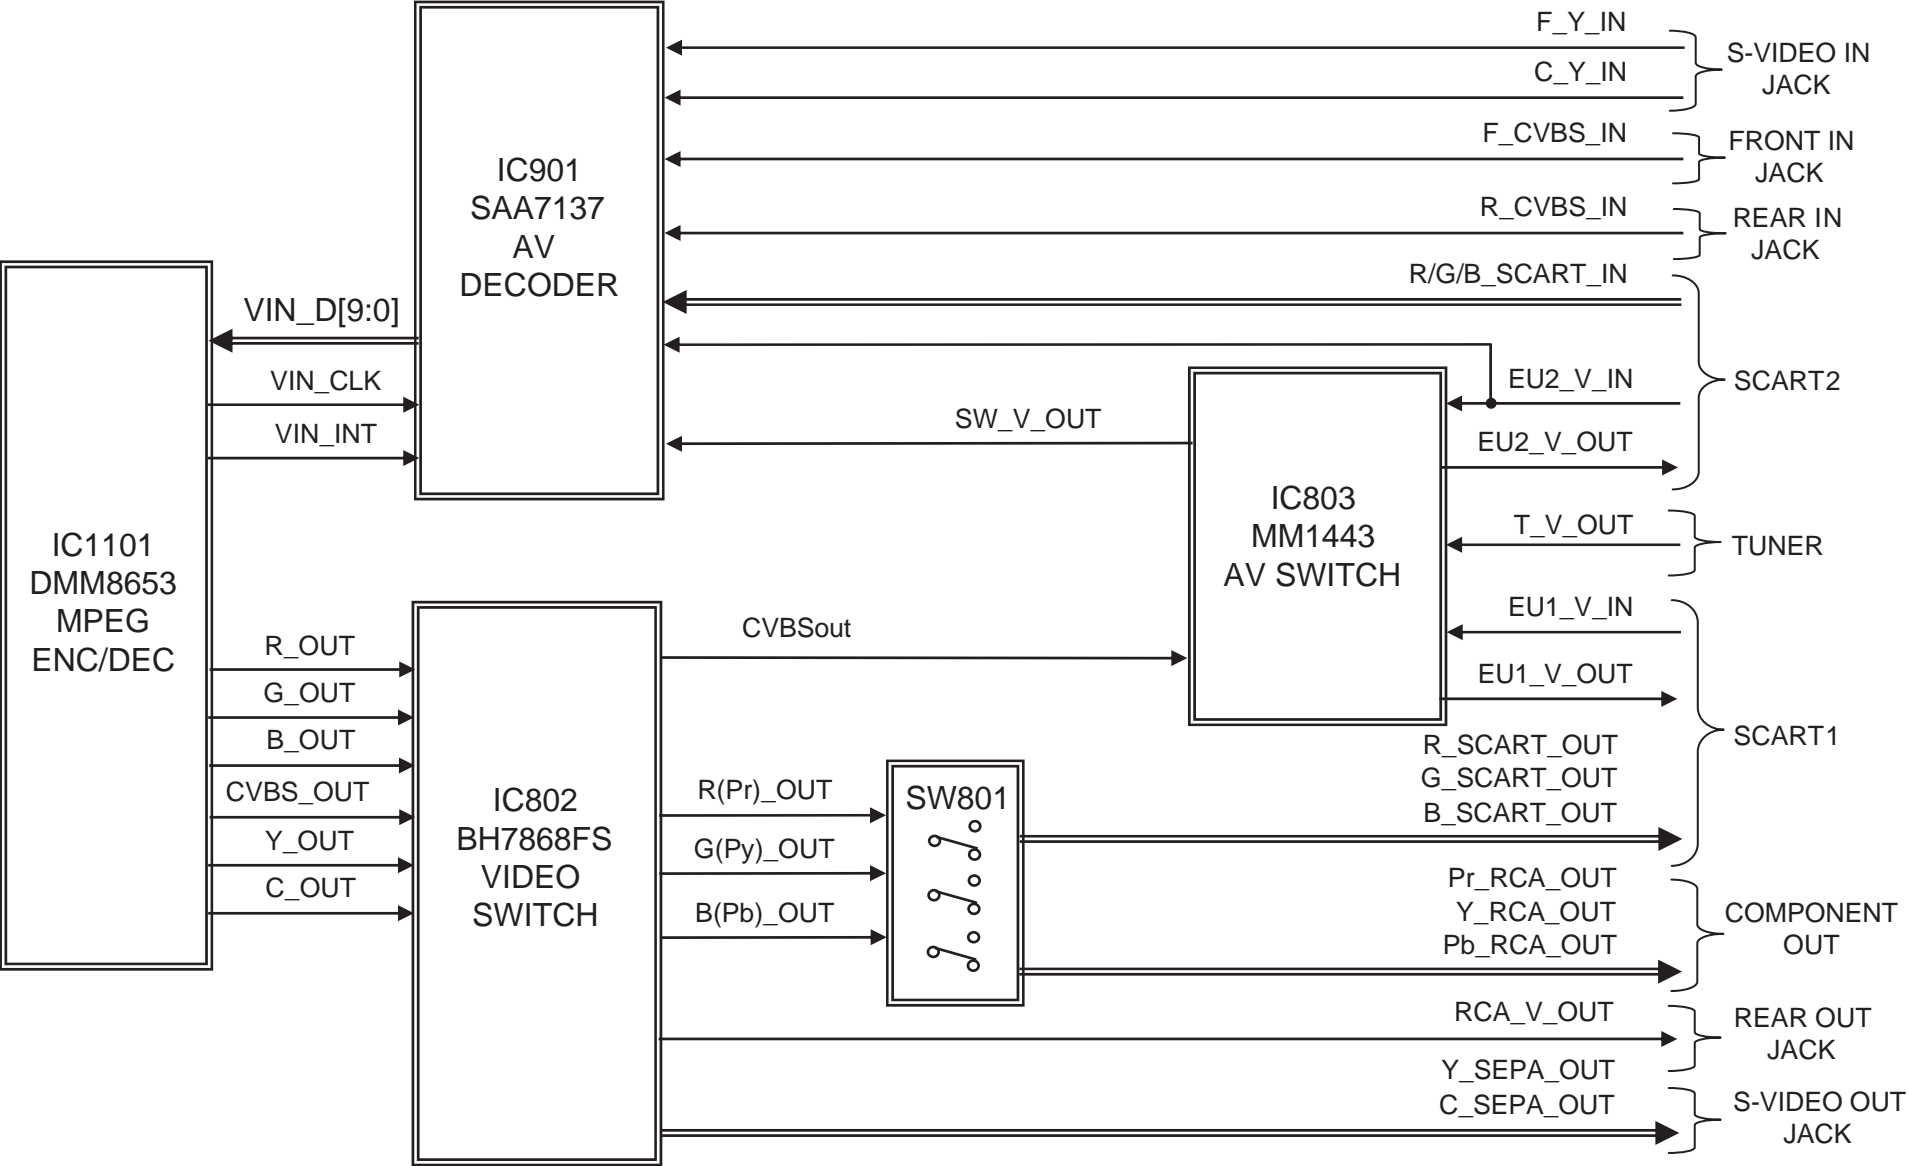 F_Y_IN
C_Y_IN
S-VIDEO IN
JACK
F_CVBS_IN
FRONT IN
JACK
R_CVBS_IN
REAR IN
JACK
R/G/B_SCART_IN
IC901
SAA7137
AV
DECODER
VIN_D[9:0]
VIN_CLK
VIN_INT
SW_V_OUT
EU2_V_IN
EU2_V_OUT
SCART2
IC803
MM1443
AV SWITCH
T_V_OUT
TUNER
EU1_V_IN
EU1_V_OUT
SCART1
IC1101
DMM8653
MPEG
ENC/DEC
R_OUT
G_OUT
B_OUT
CVBS_OUT
Y_OUT
C_OUT
CVBSout
IC802
BH7868FS
VIDEO
SWITCH
R(Pr)_OUT
G(Py)_OUT
B(Pb)_OUT
SW801
R_SCART_OUT
G_SCART_OUT
B_SCART_OUT
Pr_RCA_OUT
Y_RCA_OUT
Pb_RCA_OUT
COMPONENT
OUT
RCA_V_OUT
REAR OUT
JACK
Y_SEPA_OUT
C_SEPA_OUT
S-VIDEO OUT
JACK